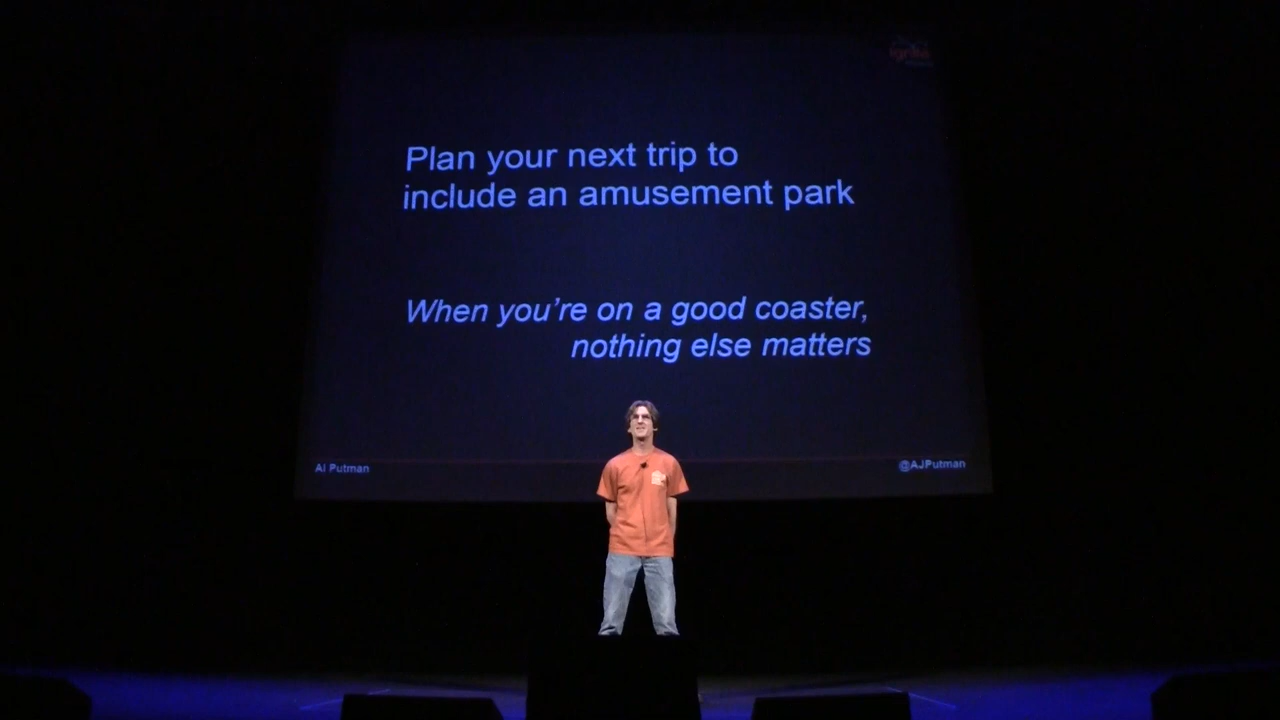 Plan your next trip to
include an amusement park
When you're on a good coaster,
nothing else matters
Al Putman
@AJPutman